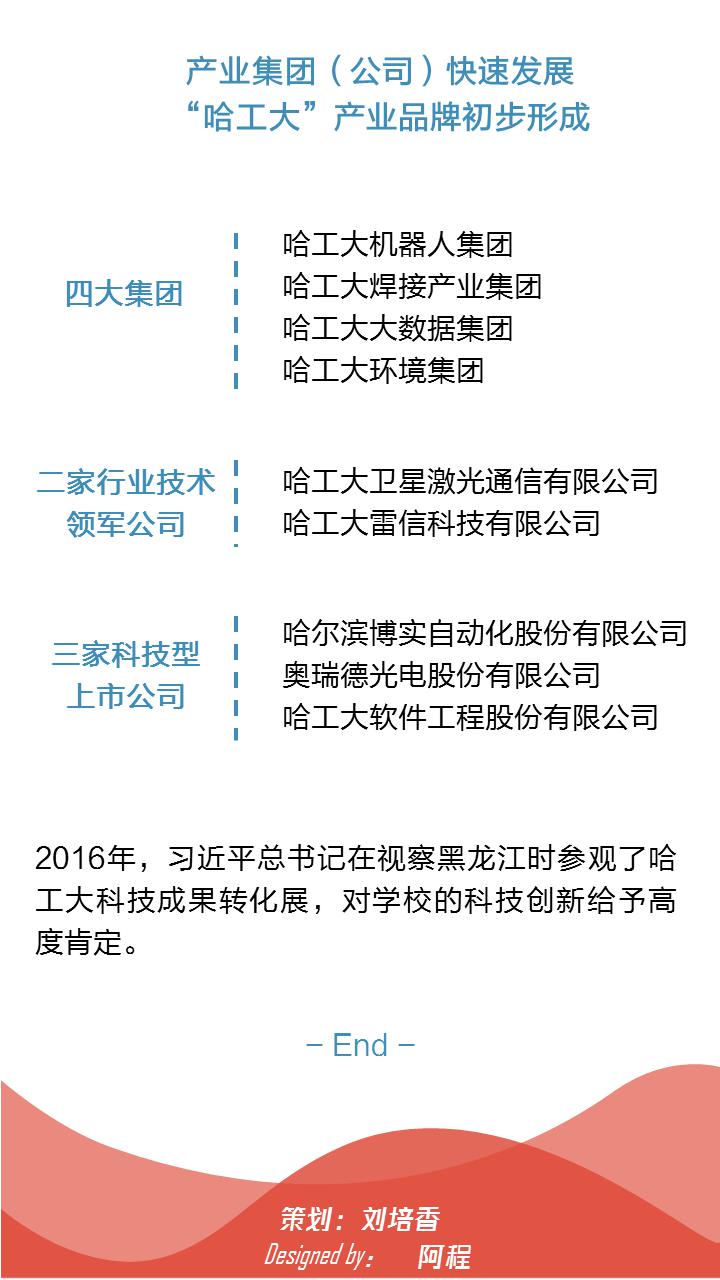 产业集团（公司）快速发展
“哈工大”产业品牌初步形成
四大集团
哈工大机器人集团
哈工大焊接产业集团
哈工大大数据集团
哈工大环境集团
二家行业技术
领军公司
哈工大卫星激光通信有限公司
哈工大雷信科技有限公司
三家科技型
上市公司
哈尔滨博实自动化股份有限公司
奥瑞德光电股份有限公司
哈工大软件工程股份有限公司
2016年，习近平总书记在视察黑龙江时参观了哈
工大科技成果转化展，对学校的科技创新给予高
度肯定。
– End –
策划：刘培香
Designed by： 阿程